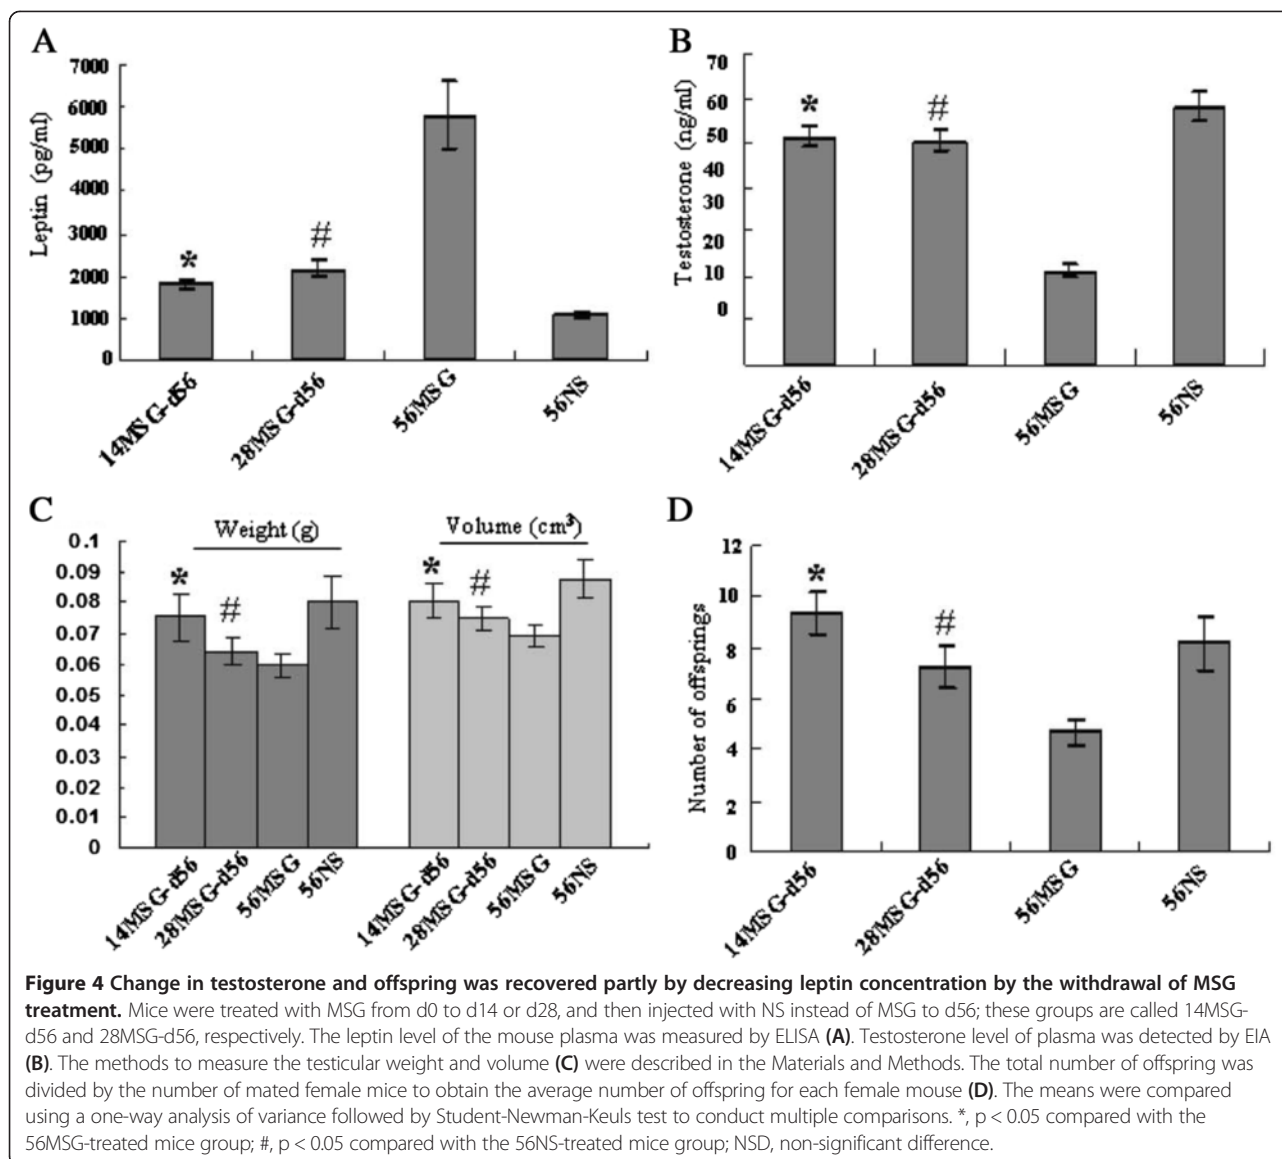 A
Leptin (pg/ml)
7000
6000
5000
4000
3000
2000
1000
0
*
#
14MSG-d56
28MSG-d56
56MSG
56NS
B
Testosterone (ng/ml)
70
60
50
40
30
20
10
0
*
#
14MSG-d56
28MSG-d56
56MSG
56NS
C
Weight (g)
Volume (cm³)
0.1
0.09
0.08
0.07
0.06
0.05
0.04
0.03
0.02
0.01
0
*
#
*
#
14MSG-d56
28MSG-d56
56MSG
56NS
14MSG-d56
28MSG-d56
56MSG
56NS
D
Number of offsprings
12
10
8
6
4
2
0
*
#
14MSG-d56
28MSG-d56
56MSG
56NS
Figure 4 Change in testosterone and offspring was recovered partly by decreasing leptin concentration by the withdrawal of MSG
treatment. Mice were treated with MSG from d0 to d14 or d28, and then injected with NS instead of MSG to d56; these groups are called 14MSG-
d56 and 28MSG-d56, respectively. The leptin level of the mouse plasma was measured by ELISA (A). Testosterone level of plasma was detected by EIA
(B). The methods to measure the testicular weight and volume (C) were described in the Materials and Methods. The total number of offspring was
divided by the number of mated female mice to obtain the average number of offspring for each female mouse (D). The means were compared
using a one-way analysis of variance followed by Student-Newman-Keuls test to conduct multiple comparisons. *, p < 0.05 compared with the
56MSG-treated mice group; #, p < 0.05 compared with the 56NS-treated mice group; NSD, non-significant difference.